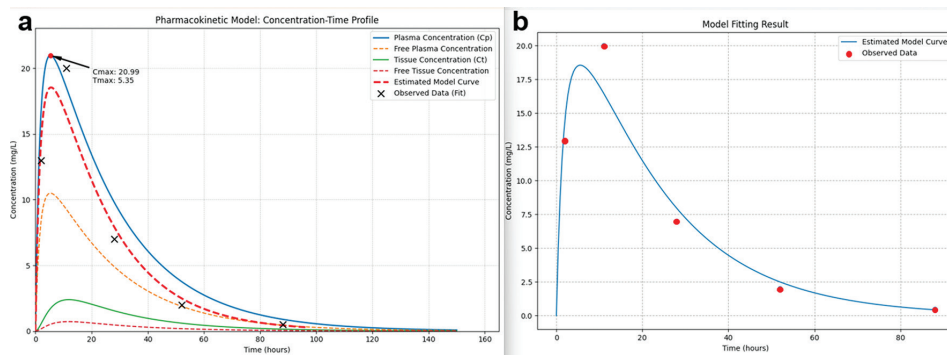 a
Pharmacokinetic Model: Concentration-Time Profile
Plasma Concentration (Cp)
Free Plasma Concentration
Tissue Concentration (Ct)
Free Tissue Concentration
Estimated Model Curve
Observed Data (Fit)
Cmax: 20.99
Tmax: 5.35
Concentration (mg/L)
20
15
10
5
0
0 20 40 60 80 100 120 140 160
Time (hours)
b
Model Fitting Result
Estimated Model Curve
Observed Data
Concentration (mg/L)
20.0
17.5
15.0
12.5
10.0
7.5
5.0
2.5
0.0
0 20 40 60 80
Time (hours)